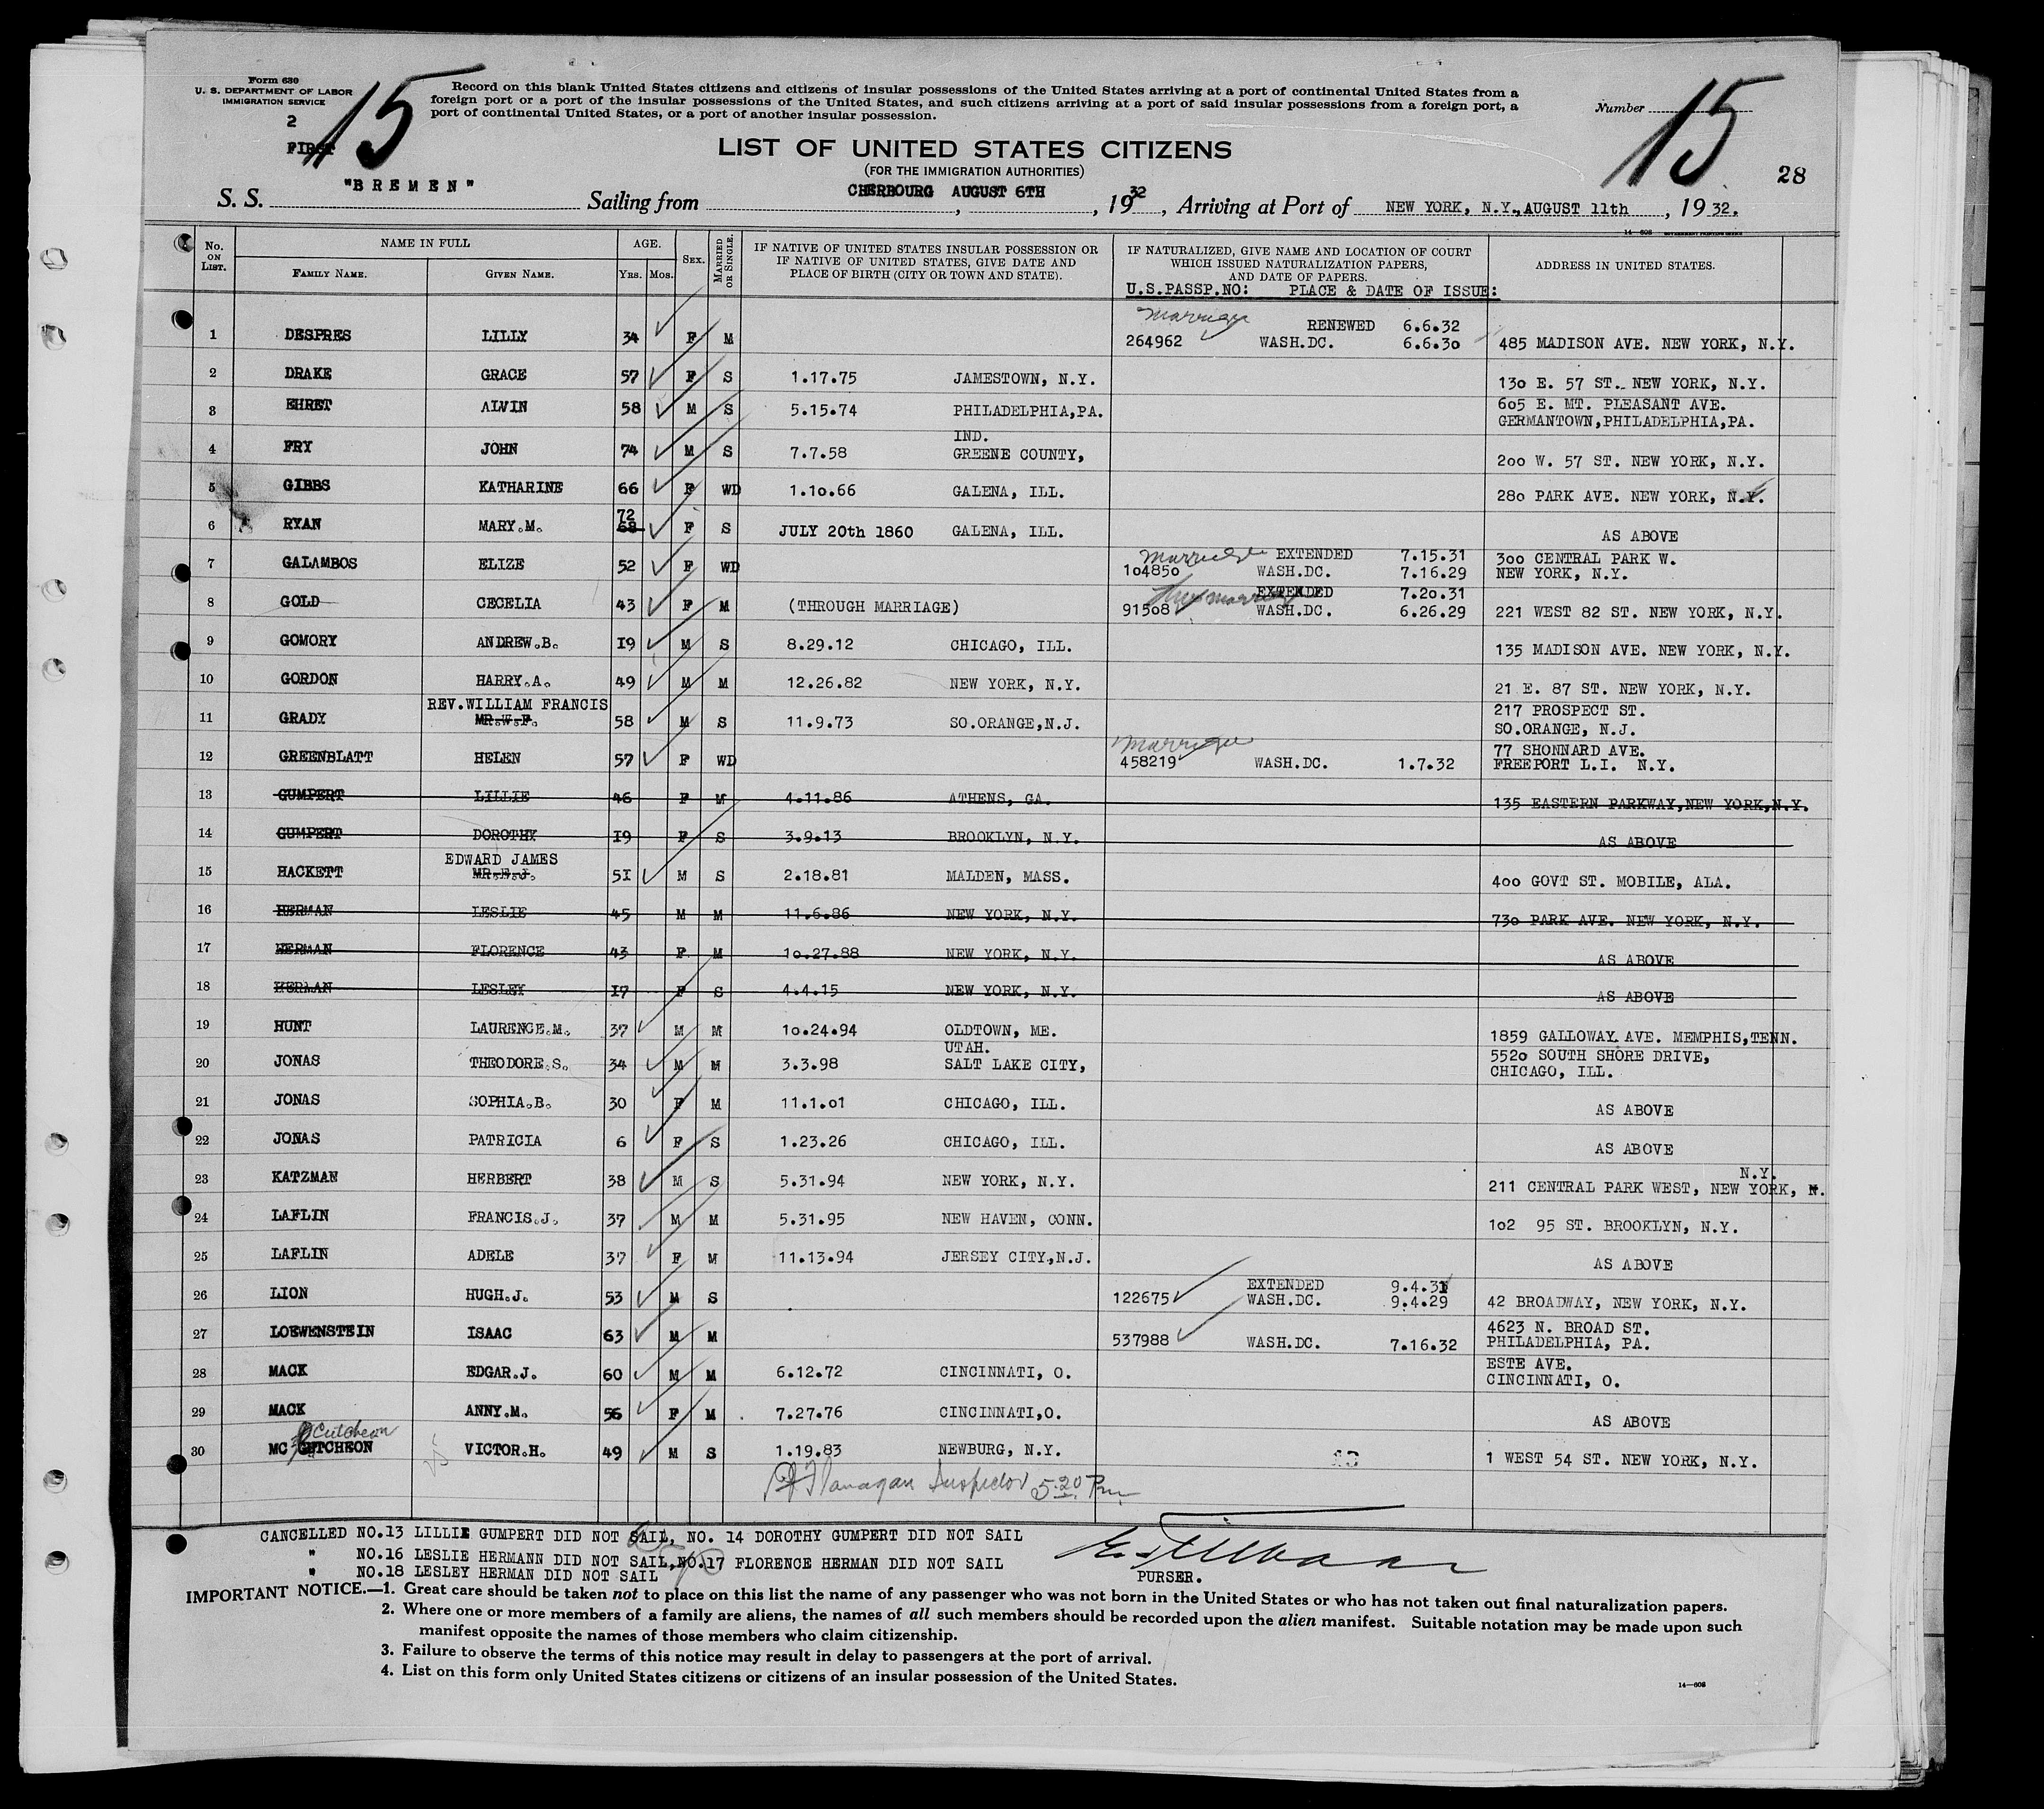 Form 630
U. S. DEPARTMENT OF LABOR
IMMIGRATION SERVICE
2
FIRST
15
Record on this blank United States citizens and citizens of insular possessions of the United States arriving at a port of continental United States from a
foreign port or a port of the insular possessions of the United States, and such citizens arriving at a port of said insular possessions from a foreign port, a
port of continental United States, or a port of another insular possession.
Number 15
28
LIST OF UNITED STATES CITIZENS
(FOR THE IMMIGRATION AUTHORITIES)
S. S. "BREMEN" Sailing from CHERBOURG AUGUST 6TH, 1932, Arriving at Port of NEW YORK, N.Y., AUGUST 11th, 1932.
No. ON LIST. NAME IN FULL FAMILY NAME. GIVEN NAME. AGE. YRS. MOS. SEX. MARRIED OR SINGLE.
IF NATIVE OF UNITED STATES INSULAR POSSESSION OR
IF NATIVE OF UNITED STATES, GIVE DATE AND
PLACE OF BIRTH (CITY OR TOWN AND STATE).
IF NATURALIZED, GIVE NAME AND LOCATION OF COURT
WHICH ISSUED NATURALIZATION PAPERS,
AND DATE OF PAPERS.
U.S.PASSP.NO: PLACE & DATE OF ISSUE:
ADDRESS IN UNITED STATES.
marriage RENEWED 6.6.32
1 DESPRES LILLY 34 F M 264962 WASH.DC. 6.6.30 485 MADISON AVE. NEW YORK, N.Y.
2 DRAKE GRACE 57 F S 1.17.75 JAMESTOWN, N.Y. 130 E. 57 ST. NEW YORK, N.Y.
3 EHRET ALVIN 58 M S 5.15.74 PHILADELPHIA,PA. 605 E. MT. PLEASANT AVE.
GERMANTOWN,PHILADELPHIA,PA.
IND.
4 FRY JOHN 74 M S 7.7.58 GREENE COUNTY, 200 W. 57 ST. NEW YORK, N.Y.
5 GIBBS KATHARINE 66 F WD 1.10.66 GALENA, ILL. 280 PARK AVE. NEW YORK, N.Y.
72
6 RYAN MARY.M. 68 F S JULY 20th 1860 GALENA, ILL. AS ABOVE
marriage EXTENDED 7.15.31 300 CENTRAL PARK W.
7 GALAMBOS ELIZE 52 F WD 104850 WASH.DC. 7.16.29 NEW YORK, N.Y.
thru marriage EXTENDED 7.20.31
8 GOLD CECELIA 43 F M (THROUGH MARRIAGE) 91508 WASH.DC. 6.26.29 221 WEST 82 ST. NEW YORK, N.Y.
9 GOMORY ANDREW.B. 19 M S 8.29.12 CHICAGO, ILL. 135 MADISON AVE. NEW YORK, N.Y.
10 GORDON HARRY.A. 49 M M 12.26.82 NEW YORK, N.Y. 21 E. 87 ST. NEW YORK, N.Y.
REV.WILLIAM FRANCIS 217 PROSPECT ST.
11 GRADY MR.W.F. 58 M S 11.9.73 SO.ORANGE,N.J. SO.ORANGE, N.J.
marriage 77 SHONNARD AVE.
12 GREENBLATT HELEN 57 F WD 458219 WASH.DC. 1.7.32 FREEPORT L.I. N.Y.
13 GUMPERT LILLIE 46 F M 4.11.86 ATHENS, GA. 135 EASTERN PARKWAY,NEW YORK,N.Y.
14 GUMPERT DOROTHY 19 F S 3.9.13 BROOKLYN, N.Y. AS ABOVE
EDWARD JAMES
15 HACKETT MR.E.J. 51 M S 2.18.81 MALDEN, MASS. 400 GOVT ST. MOBILE, ALA.
16 HERMAN LESLIE 45 M M 11.6.86 NEW YORK, N.Y. 730 PARK AVE. NEW YORK, N.Y.
17 HERMAN FLORENCE 43 F M 10.27.88 NEW YORK, N.Y. AS ABOVE
18 HERMAN LESLEY 17 F S 4.4.15 NEW YORK, N.Y. AS ABOVE
19 HUNT LAURENCE.M. 37 M M 10.24.94 OLDTOWN, ME. 1859 GALLOWAY. AVE. MEMPHIS,TENN.
UTAH. 5520 SOUTH SHORE DRIVE,
20 JONAS THEODORE.S. 34 M M 3.3.98 SALT LAKE CITY, CHICAGO, ILL.
21 JONAS SOPHIA.B. 30 F M 11.1.01 CHICAGO, ILL. AS ABOVE
22 JONAS PATRICIA 6 F S 1.23.26 CHICAGO, ILL. AS ABOVE
N.Y.
23 KATZMAN HERBERT 38 M S 5.31.94 NEW YORK, N.Y. 211 CENTRAL PARK WEST, NEW YORK, N.
24 LAFLIN FRANCIS.J. 37 M M 5.31.95 NEW HAVEN, CONN. 102 95 ST. BROOKLYN, N.Y.
25 LAFLIN ADELE 37 F M 11.13.94 JERSEY CITY,N.J. AS ABOVE
EXTENDED 9.4.31
26 LION HUGH.J. 53 M S 122675 WASH.DC. 9.4.29 42 BROADWAY, NEW YORK, N.Y.
4623 N. BROAD ST.
27 LOEWENSTEIN ISAAC 63 M M 537988 WASH.DC. 7.16.32 PHILADELPHIA, PA.
ESTE AVE.
28 MACK EDGAR.J. 60 M M 6.12.72 CINCINNATI, O. CINCINNATI, O.
29 MACK ANNY.M. 56 F M 7.27.76 CINCINNATI,O. AS ABOVE
Cutcheon
30 MC CUTCHEON VICTOR.H. 49 M S 1.19.83 NEWBURG, N.Y. 13 1 WEST 54 ST. NEW YORK, N.Y.
Flanagan Inspector 5.20 Pm
CANCELLED NO.13 LILLIE GUMPERT DID NOT SAIL, NO. 14 DOROTHY GUMPERT DID NOT SAIL
" NO.16 LESLIE HERMANN DID NOT SAIL,NO.17 FLORENCE HERMAN DID NOT SAIL
" NO.18 LESLEY HERMAN DID NOT SAIL
PURSER.
IMPORTANT NOTICE.—1. Great care should be taken not to place on this list the name of any passenger who was not born in the United States or who has not taken out final naturalization papers.
2. Where one or more members of a family are aliens, the names of all such members should be recorded upon the alien manifest. Suitable notation may be made upon such
manifest opposite the names of those members who claim citizenship.
3. Failure to observe the terms of this notice may result in delay to passengers at the port of arrival.
4. List on this form only United States citizens or citizens of an insular possession of the United States.
14—608